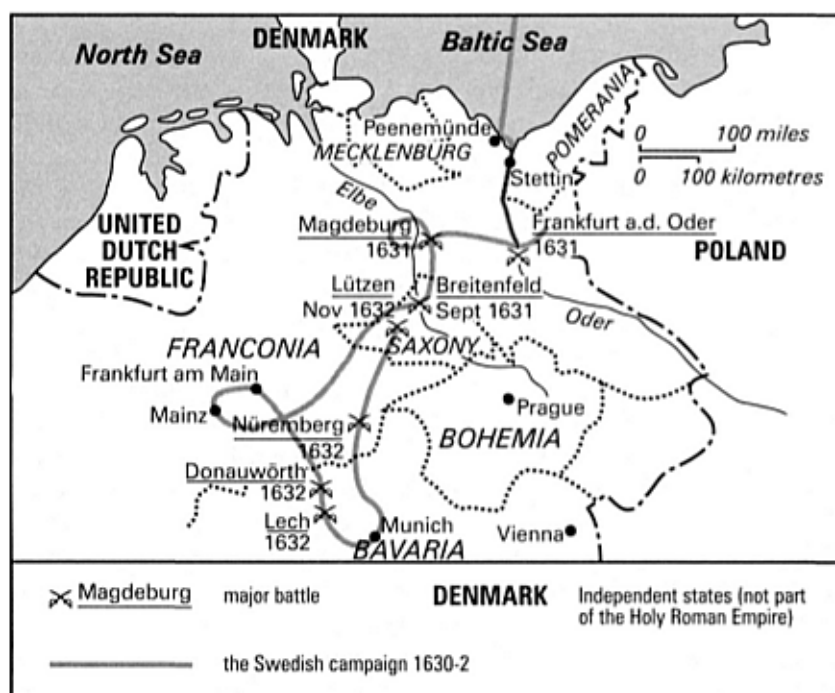 North Sea
DENMARK
Baltic Sea
Peenemünde
MECKLENBURG
POMERANIA
0 100 miles
0 100 kilometres
Stettin
Elbe
UNITED
DUTCH
REPUBLIC
Magdeburg
1631
Frankfurt a.d. Oder
1631
POLAND
Lützen
Nov 1632
Breitenfeld
Sept 1631
Oder
SAXONY
FRANCONIA
Frankfurt am Main
Mainz
Nüremberg
1632
Prague
BOHEMIA
Donauwörth
1632
Lech
1632
Munich
BAVARIA
Vienna
Magdeburg major battle
DENMARK Independent states (not part
of the Holy Roman Empire)
the Swedish campaign 1630-2